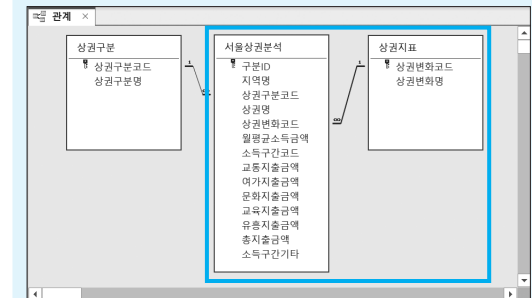 관계 ×
상권구분
상권구분코드
상권구분명
서울상권분석
구분ID
지역명
상권구분코드
상권명
상권변화코드
월평균소득금액
소득구간코드
교통지출금액
여가지출금액
문화지출금액
교육지출금액
유흥지출금액
총지출금액
소득구간기타
상권지표
상권변화코드
상권변화명
1
∞
1
∞